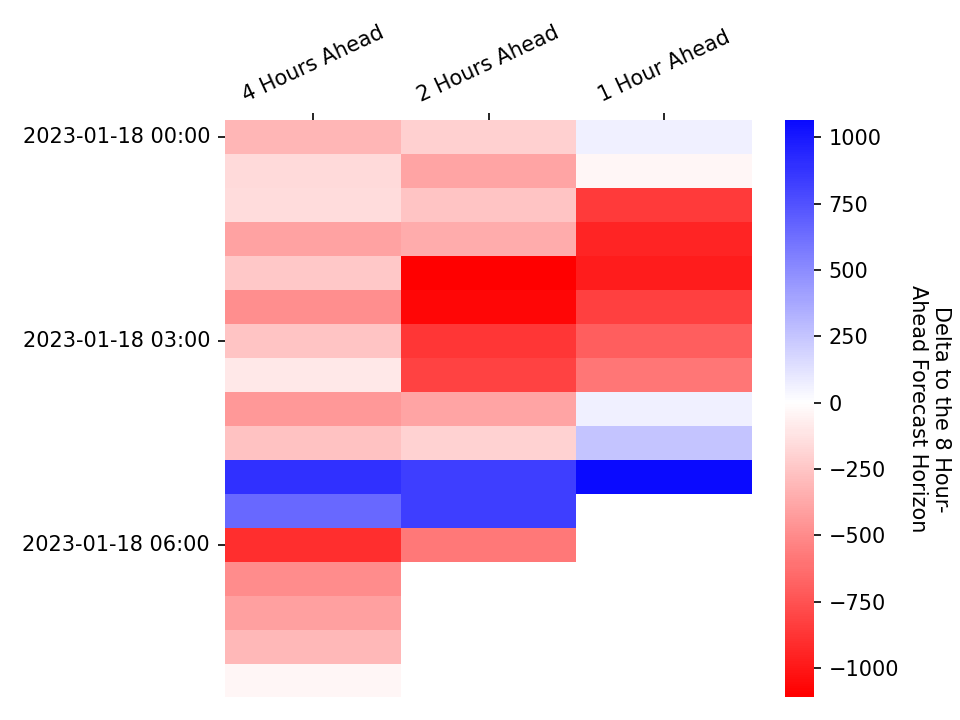 4 Hours Ahead
2 Hours Ahead
1 Hour Ahead
2023-01-18 00:00
2023-01-18 03:00
2023-01-18 06:00
1000
750
500
250
0
−250
−500
−750
−1000
Delta to the 8 Hour-
Ahead Forecast Horizon